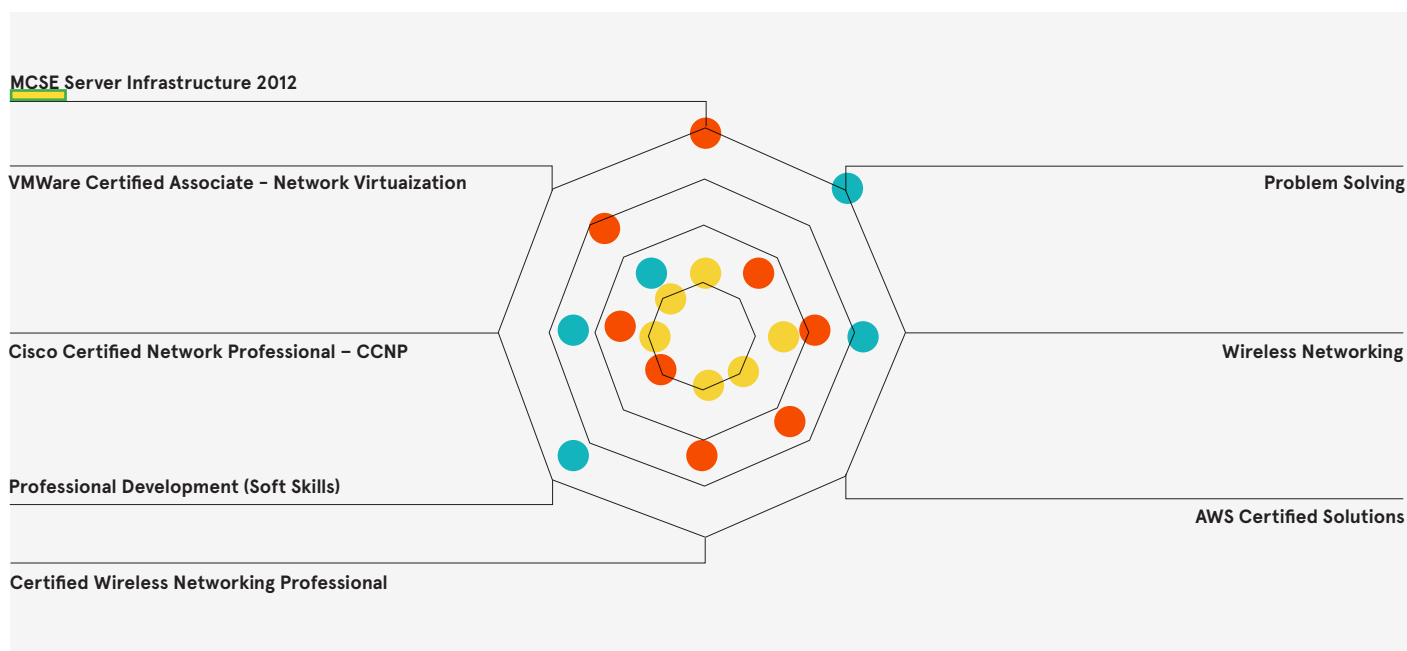 MCSE Server Infrastructure 2012
VMWare Certified Associate - Network Virtuaization
Problem Solving
Cisco Certified Network Professional – CCNP
Wireless Networking
Professional Development (Soft Skills)
AWS Certified Solutions
Certified Wireless Networking Professional